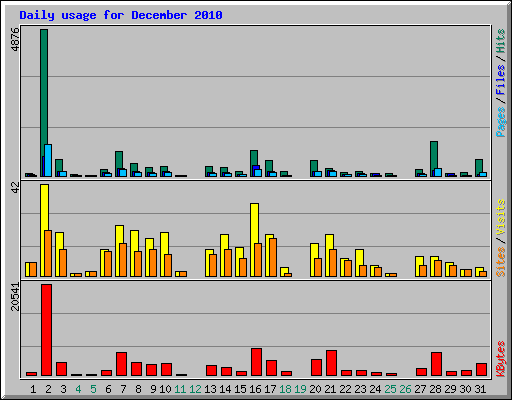 Daily usage for December 2010
4876
42
20541
Pages / Files / Hits
Sites / Visits
KBytes
1 2 3 4 5 6 7 8 9 10 11 12 13 14 15 16 17 18 19 20 21 22 23 24 25 26 27 28 29 30 31